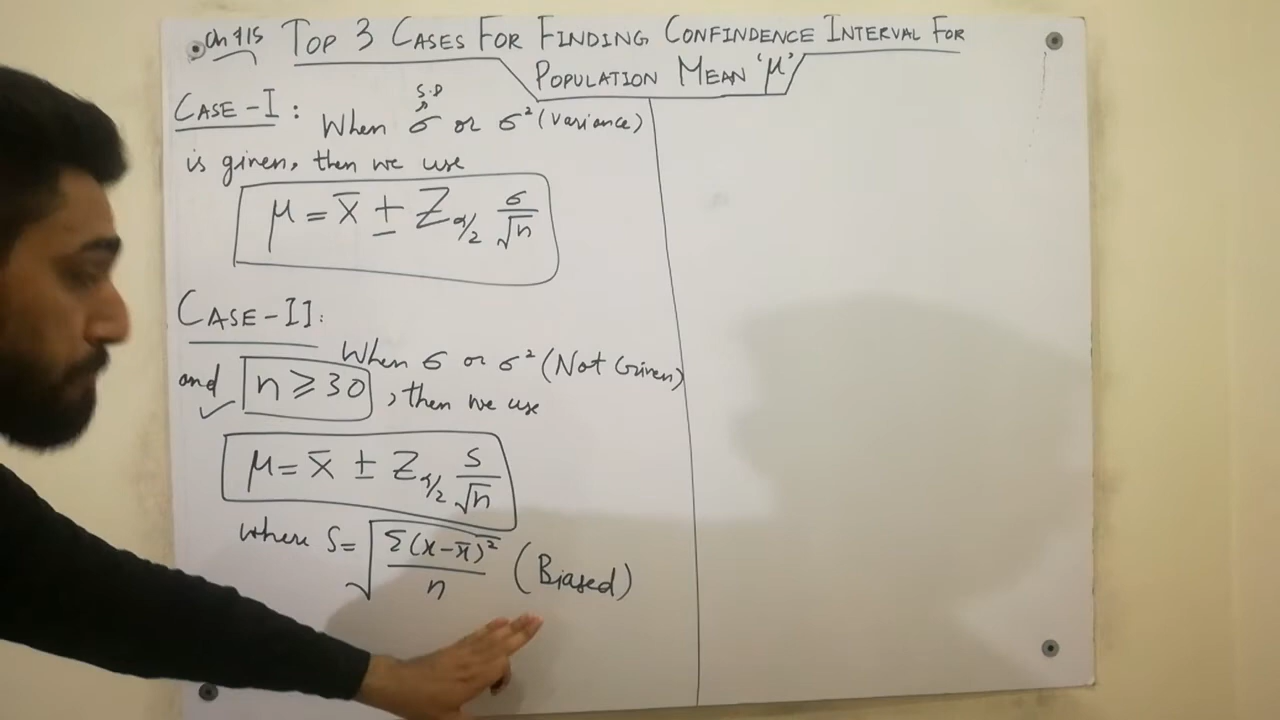 Ch # 15 TOP 3 CASES FOR FINDING CONFINDENCE INTERVAL FOR
POPULATION MEAN 'μ'
CASE-I:
S.D
When σ or σ² (Variance)
is given, then we use
μ = x̄ ± Z α/2 σ/√n
CASE-II:
When σ or σ² (Not Given)
and n ≥ 30, then we use
μ = x̄ ± Z α/2 S/√n
where S = √(Σ(x-x̄)²/n) (Biased)